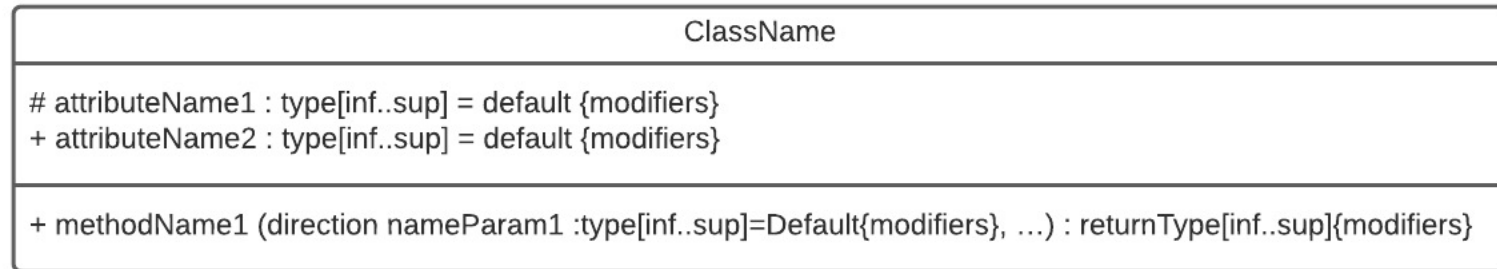 ClassName
# attributeName1 : type[inf..sup] = default {modifiers}
+ attributeName2 : type[inf..sup] = default {modifiers}
+ methodName1 (direction nameParam1 :type[inf..sup]=Default{modifiers}, …) : returnType[inf..sup]{modifiers}